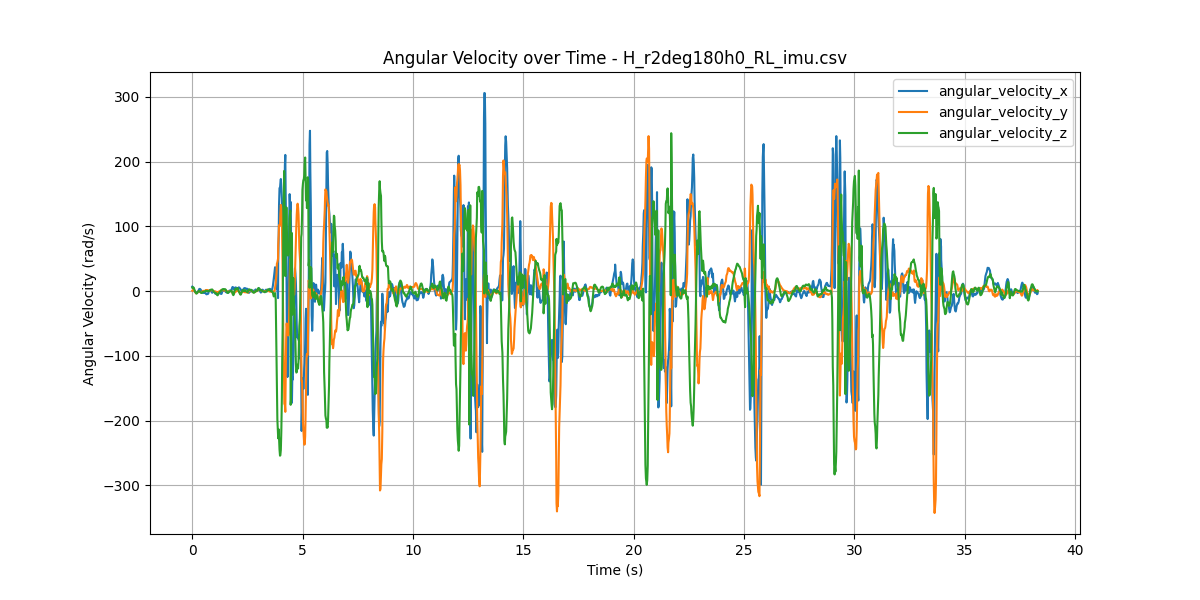 Angular Velocity over Time - H_r2deg180h0_RL_imu.csv
angular_velocity_x
angular_velocity_y
angular_velocity_z
300
200
100
0
−100
−200
−300
Angular Velocity (rad/s)
0 5 10 15 20 25 30 35 40
Time (s)